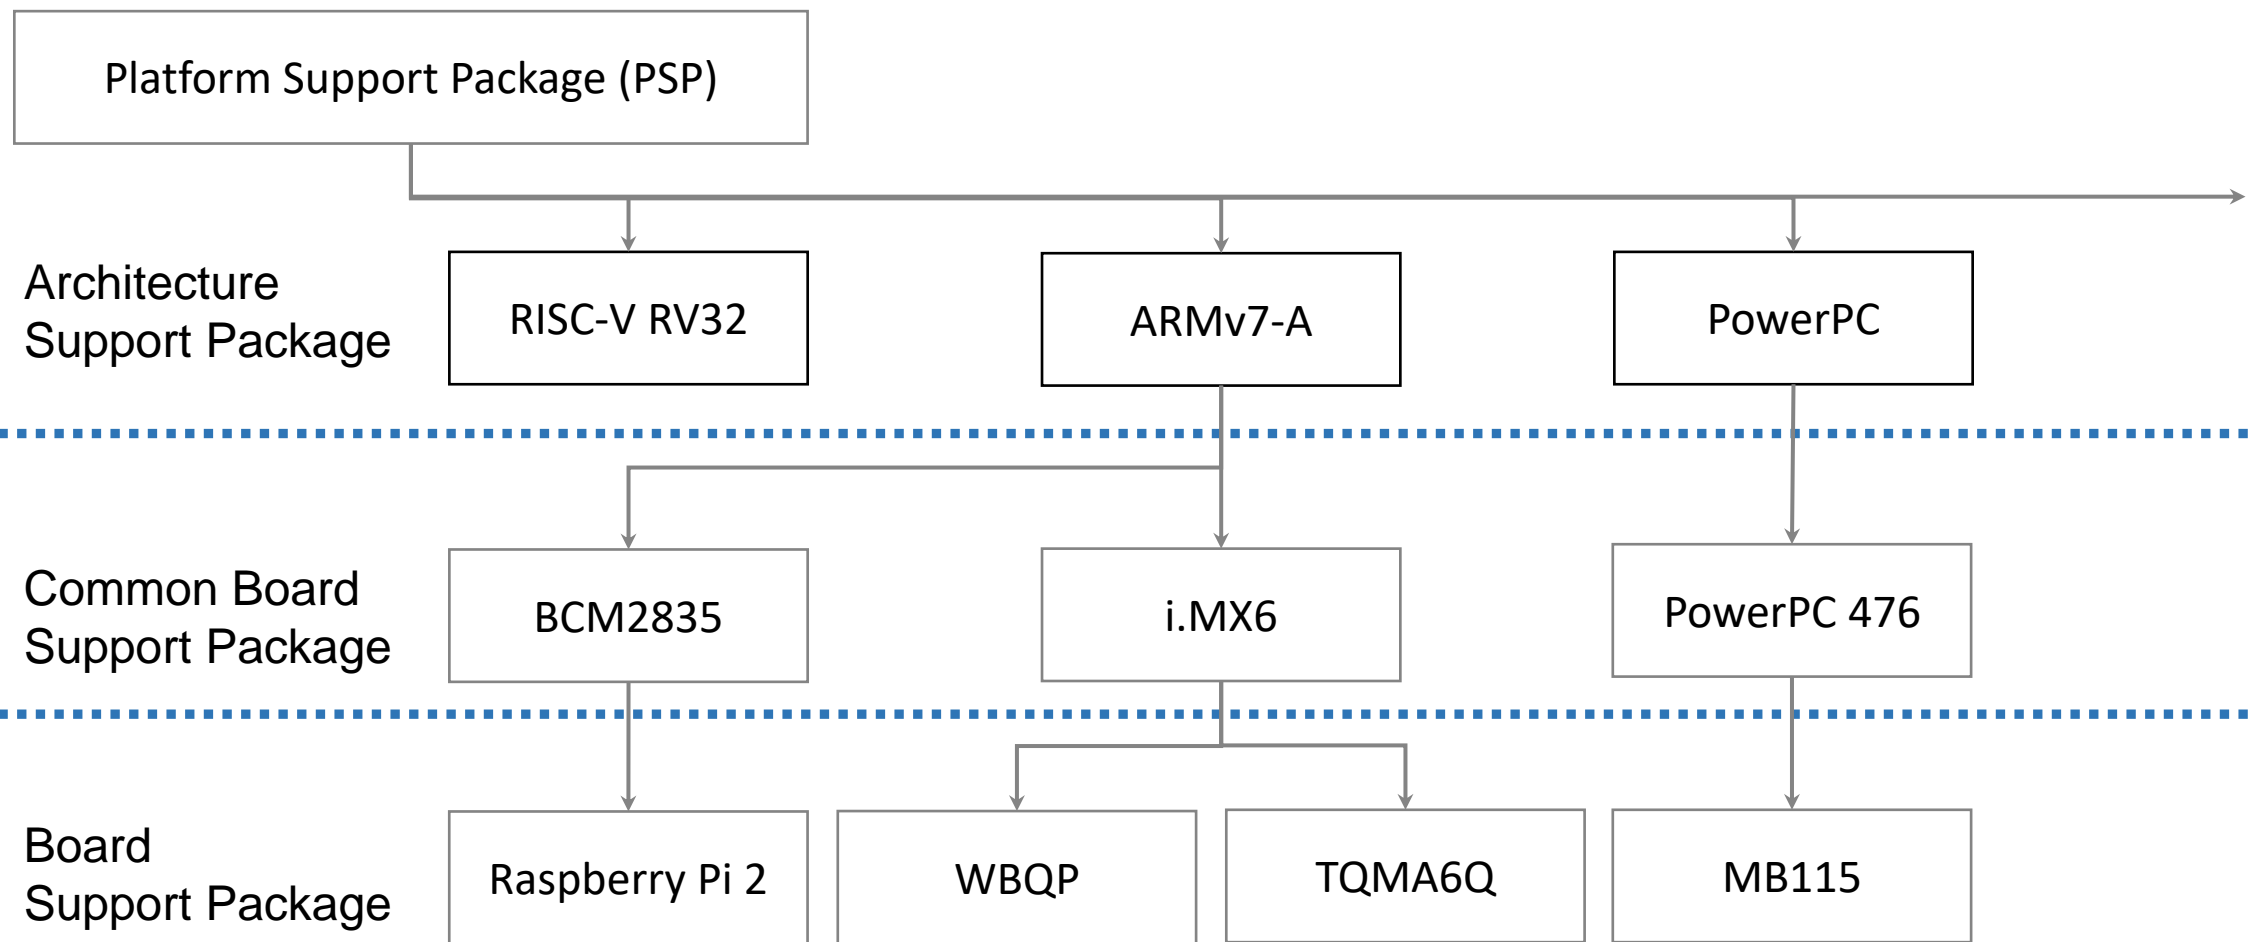 Platform Support Package (PSP)
Architecture
Support Package
RISC-V RV32
ARMv7-A
PowerPC
Common Board
Support Package
BCM2835
i.MX6
PowerPC 476
Board
Support Package
Raspberry Pi 2
WBQP
TQMA6Q
MB115